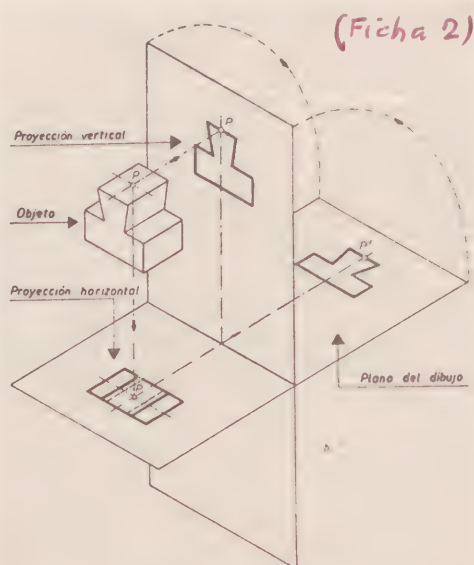 (Ficha 2)
Proyección vertical
P
P
Objeto
P'
Proyección horizontal
P
Plano del dibujo